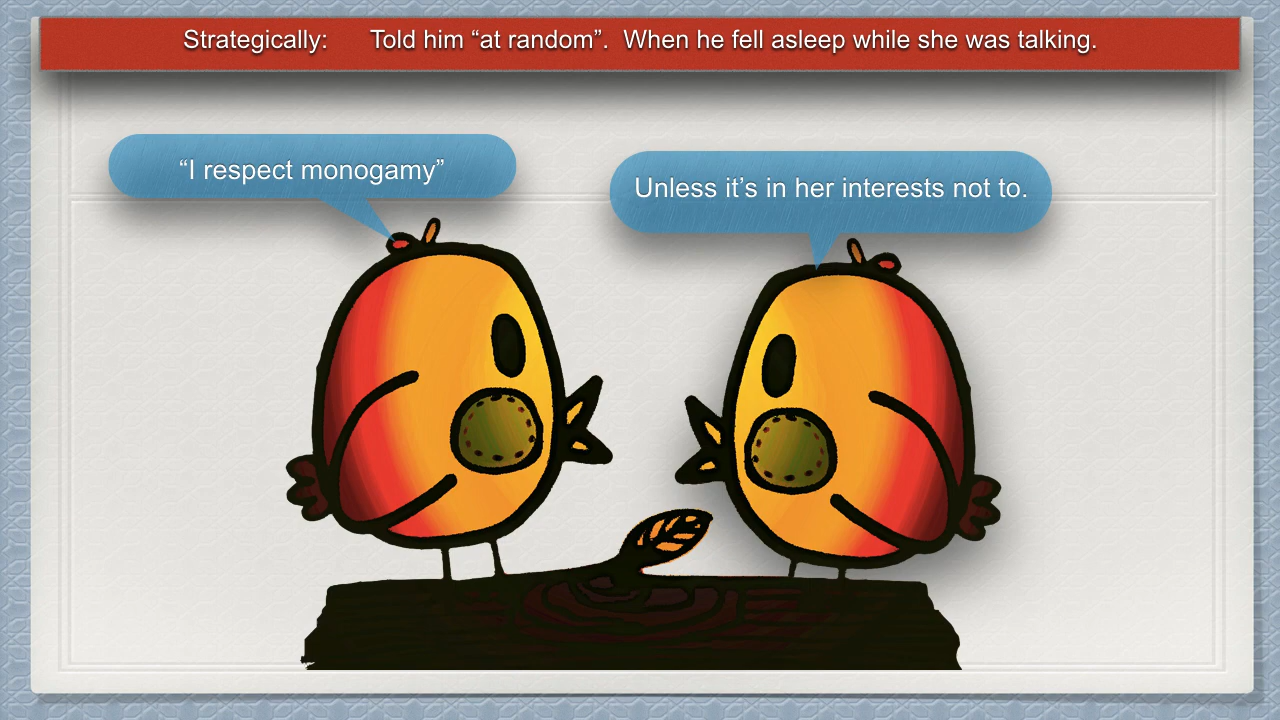 Strategically: Told him “at random”. When he fell asleep while she was talking.
“I respect monogamy”
Unless it’s in her interests not to.